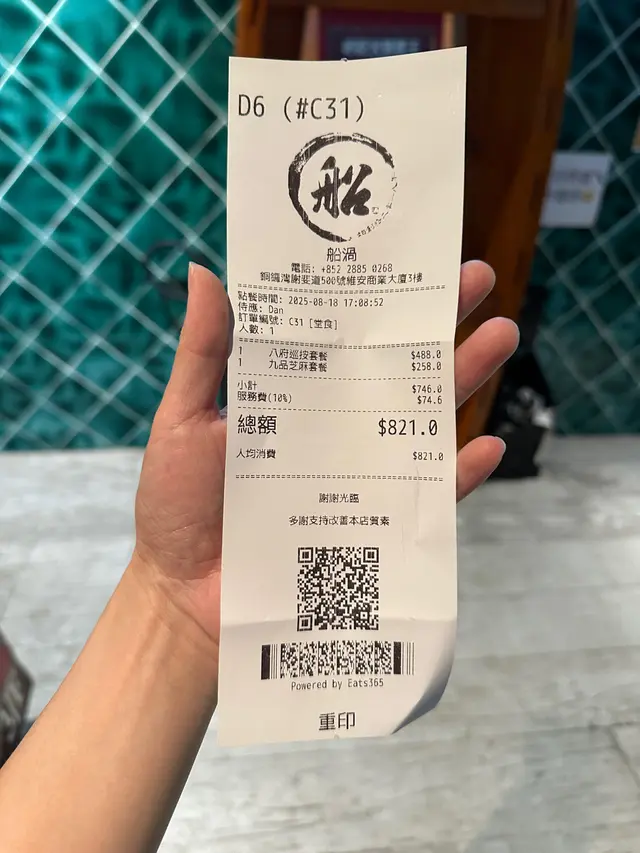 D6 (#C31)
船
船渦
電話: +852 2885 0268
銅鑼灣謝斐道500號維安商業大廈3樓
點餐時間: 2025-08-18 17:08:52
侍應: Dan
訂單編號: C31 [堂食]
人數: 1
1 八府巡按套餐 $488.0
1 九品芝麻套餐 $258.0
小計 $746.0
服務費(10%) $74.6
總額 $821.0
人均消費 $821.0
謝謝光臨
多謝支持改善本店質素
Powered by Eats365
重印